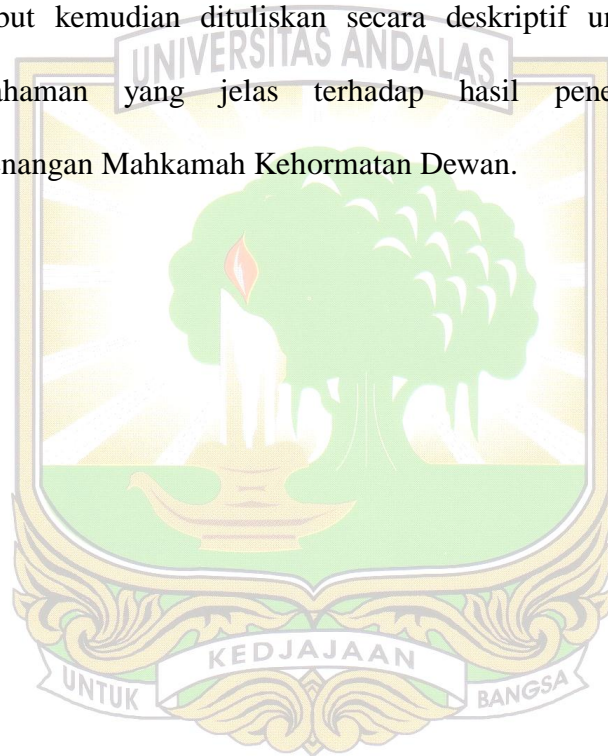 but kemudian dituliskan secara deskriptif un
ahaman yang jelas terhadap hasil pene
enangan Mahkamah Kehormatan Dewan.
UNIVERSITAS ANDALAS
KEDJAJAAN
UNTUK BANGSA